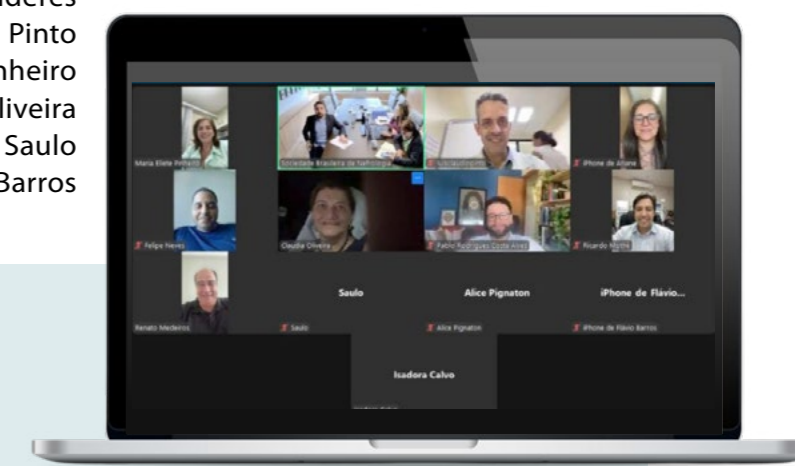 Pinto
nheiro
liveira
Saulo
Barros
Maria Eliete Pinheiro
Sociedade Brasileira de Nefrologia
iPhone de
Felipe Neves
Claudia Oliveira
Pablo Rodrigues Costa Alves
Ricardo
Renato Medeiros
Saulo
Saulo
Alice Pignaton
Alice Pignaton
iPhone de Flávio...
iPhone de Flávio Barros
Isadora Calvo